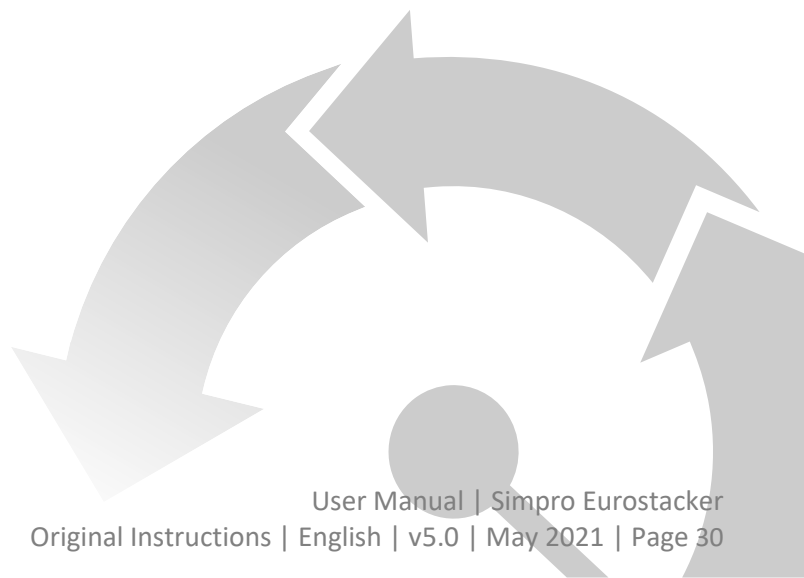 User Manual | Simpro Eurostacker
Original Instructions | English | v5.0 | May 2021 | Page 30